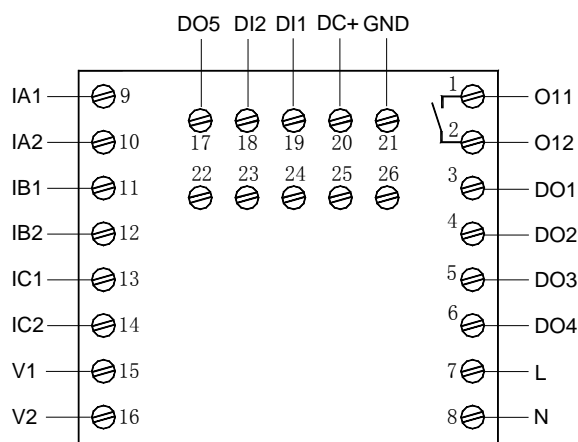 DO5 DI2 DI1 DC+ GND
IA1 9 1 O11
17 18 19 20 21
IA2 10 2 O12
22 23 24 25 26
IB1 11 3 DO1
IB2 12 4 DO2
IC1 13 5 DO3
IC2 14 6 DO4
V1 15 7 L
V2 16 8 N